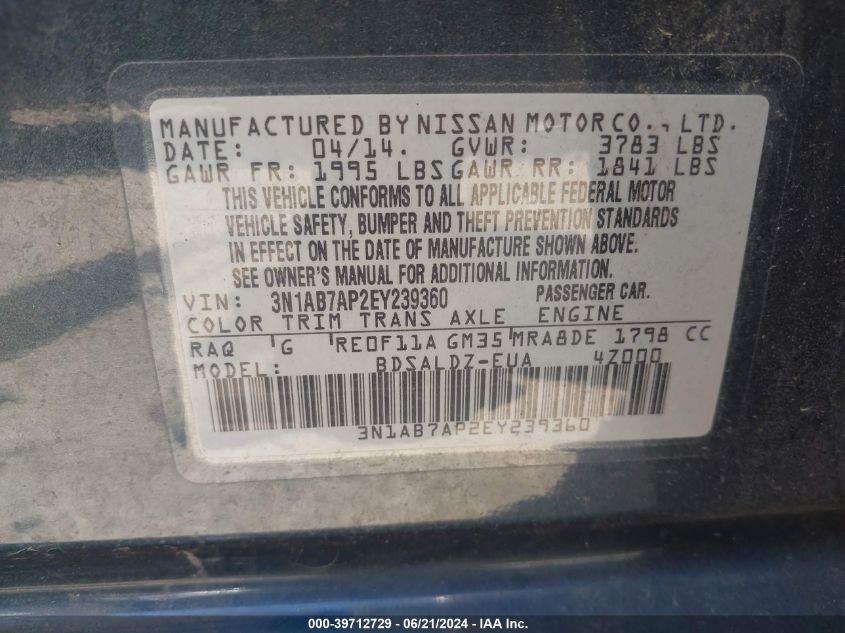 MANUFACTURED BY NISSAN MOTOR CO., LTD.
DATE: 04/14. GVWR: 3783 LBS
GAWR FR: 1995 LBS GAWR RR: 1841 LBS
THIS VEHICLE CONFORMS TO ALL APPLICABLE FEDERAL MOTOR
VEHICLE SAFETY, BUMPER AND THEFT PREVENTION STANDARDS
IN EFFECT ON THE DATE OF MANUFACTURE SHOWN ABOVE.
SEE OWNER'S MANUAL FOR ADDITIONAL INFORMATION.
VIN: 3N1AB7AP2EY239360 PASSENGER CAR.
COLOR TRIM TRANS AXLE ENGINE
RAQ G RE0F11A GM35 MRA8DE 1798 CC
MODEL: BDSALDZ-EUA 4Z000
3N1AB7AP2EY239360
000-39712729 - 06/21/2024 - IAA Inc.